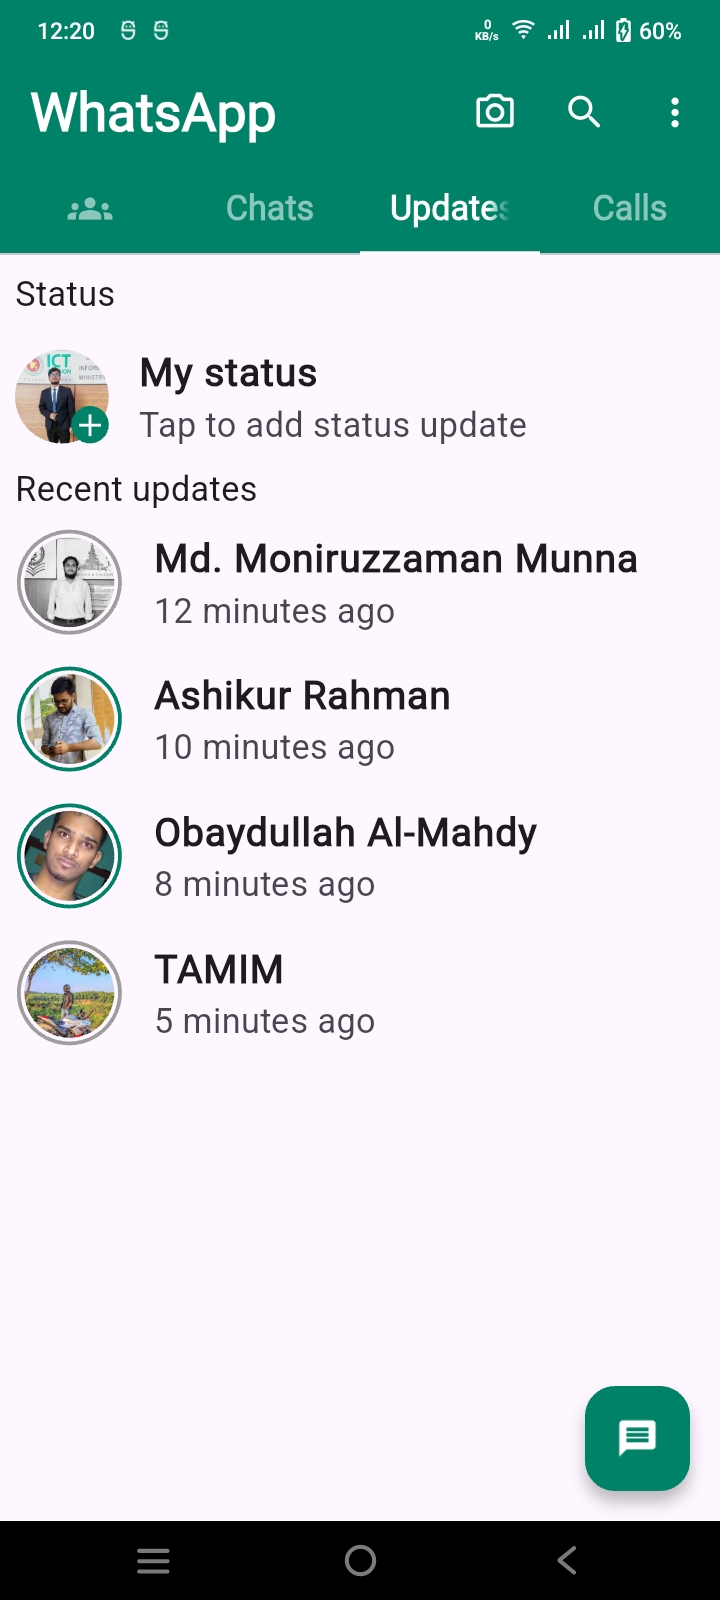 12:20
0
KB/s
60%
WhatsApp
Chats
Updates
Calls
Status
ICT
My status
Tap to add status update
Recent updates
Md. Moniruzzaman Munna
12 minutes ago
Ashikur Rahman
10 minutes ago
Obaydullah Al-Mahdy
8 minutes ago
TAMIM
5 minutes ago